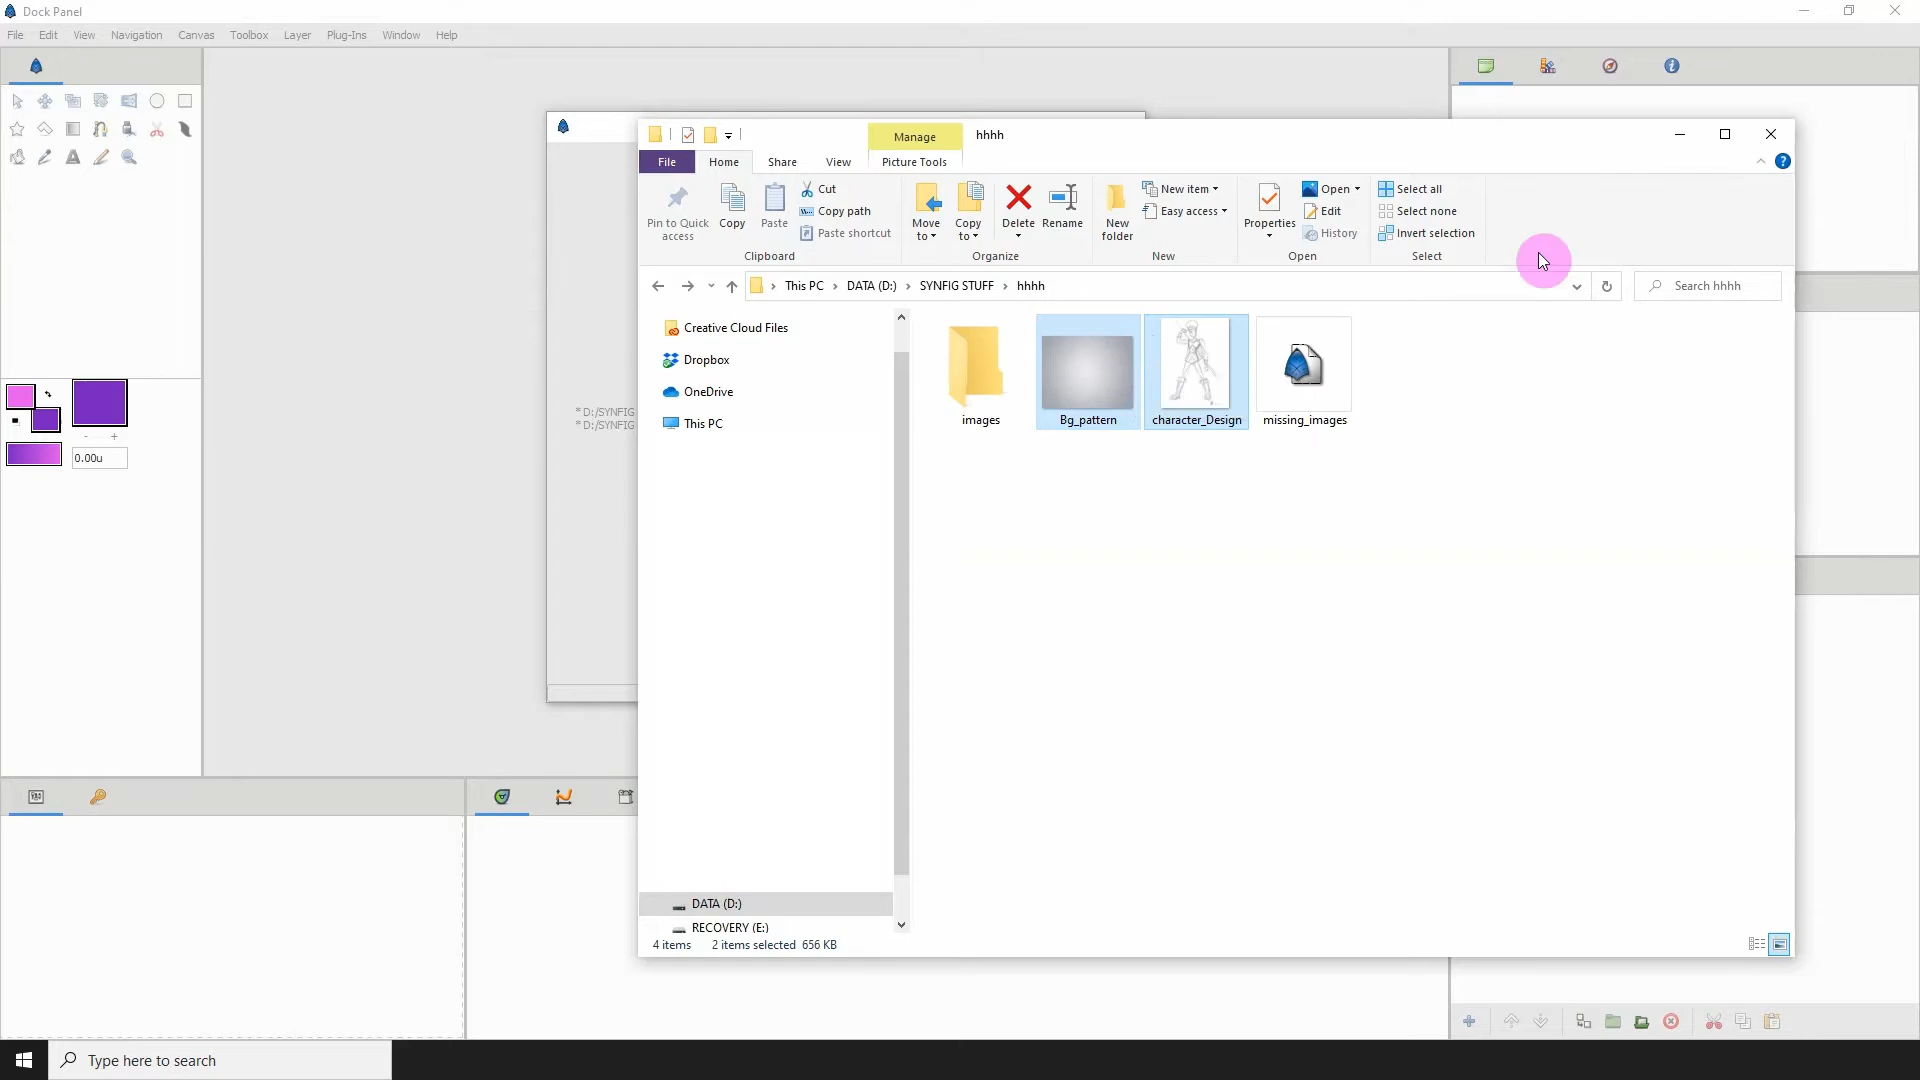 Dock Panel
File Edit View Navigation Canvas Toolbox Layer Plug-Ins Window Help
Manage hhhh
File Home Share View Picture Tools
Pin to Quick access
Copy
Paste
Cut
Copy path
Paste shortcut
Clipboard
Move to
Copy to
Delete
Rename
Organize
New folder
New item
Easy access
New
Properties
Open
Edit
History
Open
Select all
Select none
Invert selection
Select
This PC DATA (D:) SYNFIG STUFF hhhh
Search hhhh
Creative Cloud Files
Dropbox
OneDrive
This PC
DATA (D:)
RECOVERY (E:)
images
Bg_pattern
character_Design
missing_images
4 items 2 items selected 656 KB
* D:/SYNFIG
* D:/SYNFIG
- +
0.00u
Type here to search